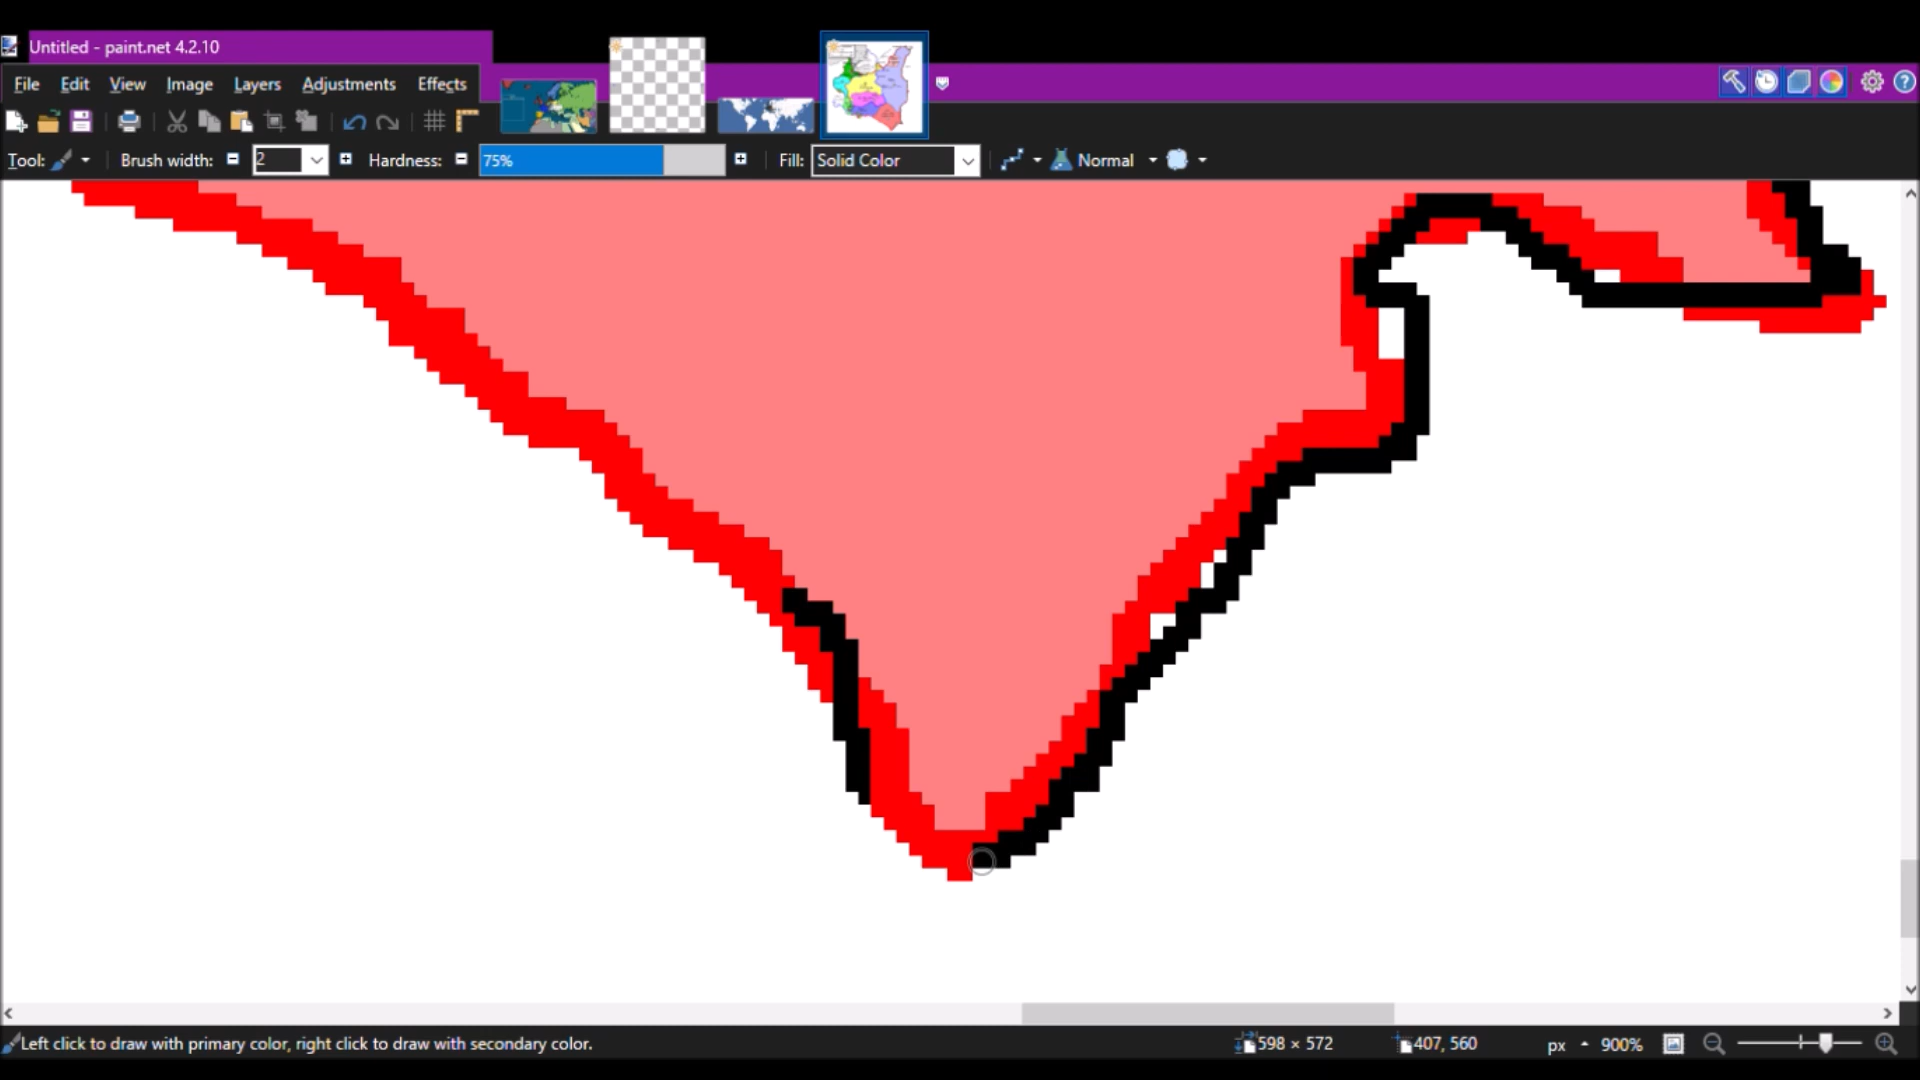 Untitled - paint.net 4.2.10
File Edit View Image Layers Adjustments Effects
Tool: Brush width: 2 Hardness: 75% Fill: Solid Color Normal
Left click to draw with primary color, right click to draw with secondary color. 598 × 572 407, 560 px 900%